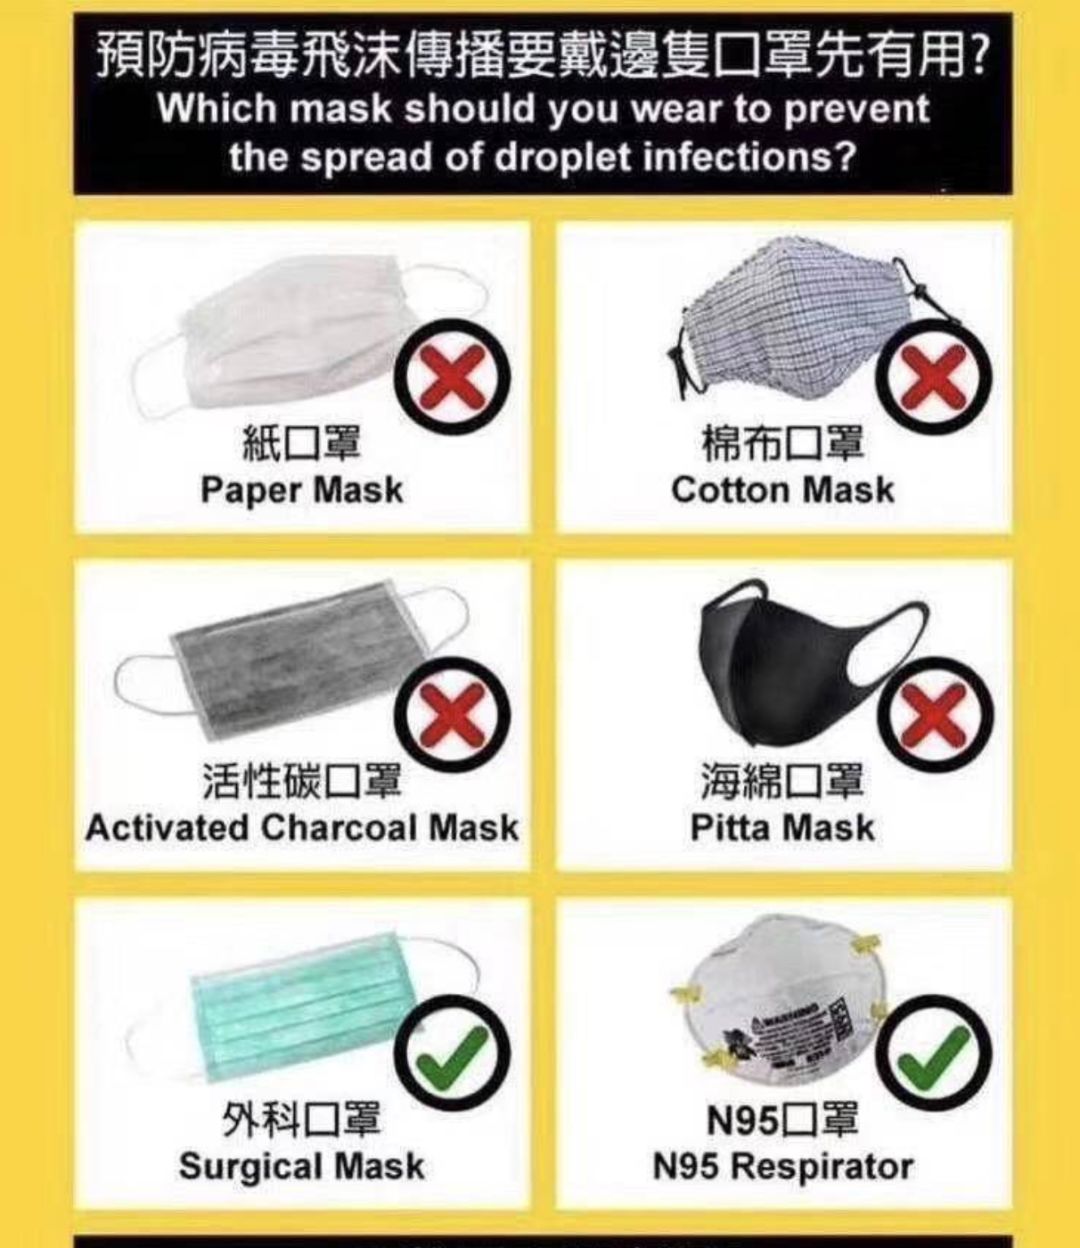 預防病毒飛沫傳播要戴邊隻口罩先有用?
Which mask should you wear to prevent
the spread of droplet infections?
紙口罩
Paper Mask
棉布口罩
Cotton Mask
活性碳口罩
Activated Charcoal Mask
海綿口罩
Pitta Mask
外科口罩
Surgical Mask
WARNING
N95口罩
N95 Respirator